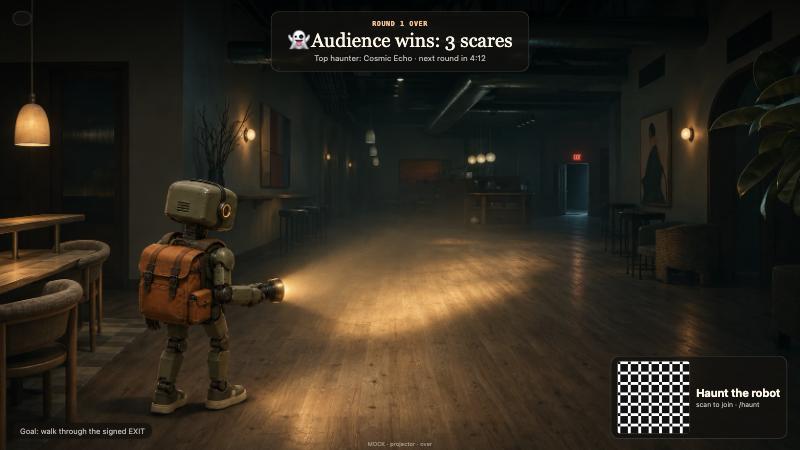 ROUND 1 OVER
👻Audience wins: 3 scares
Top haunter: Cosmic Echo · next round in 4:12
EXIT
Haunt the robot
scan to join · /haunt
Goal: walk through the signed EXIT
MOCK · projector · over